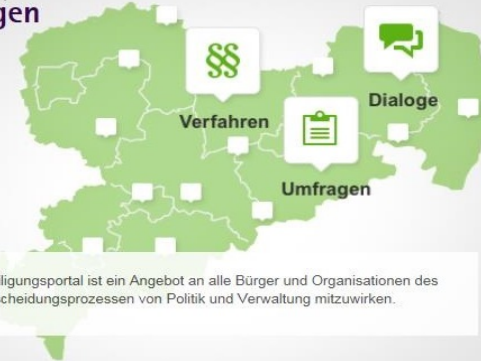 gen
§§
Verfahren
Dialoge
Umfragen
ligungsportal ist ein Angebot an alle Bürger und Organisationen des
cheidungsprozessen von Politik und Verwaltung mitzuwirken.